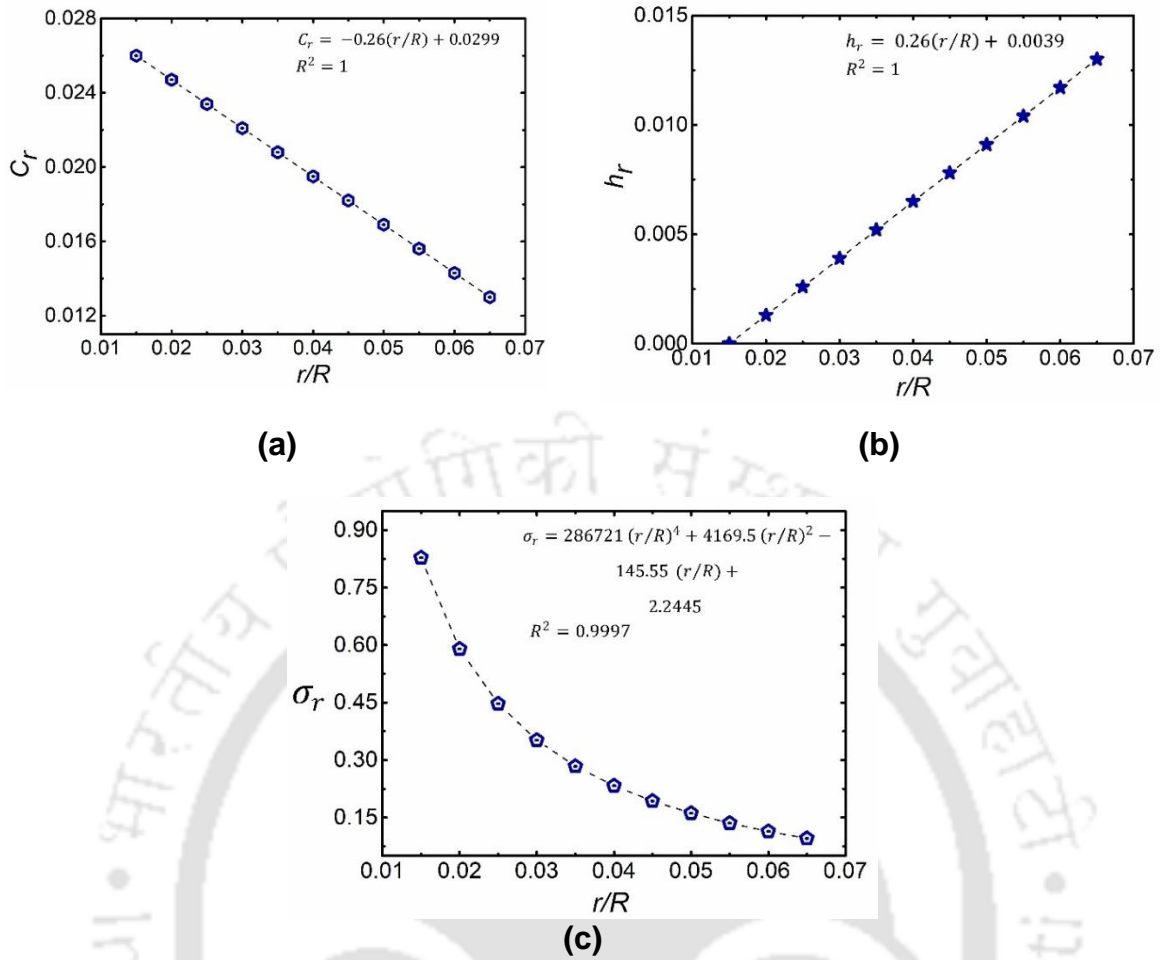 0.028
0.024
0.020
0.016
0.012
C_r
C_r = −0.26(r/R) + 0.0299
R² = 1
0.01 0.02 0.03 0.04 0.05 0.06 0.07
r/R
(a)
0.015
0.010
0.005
0.000
h_r
h_r = 0.26(r/R) + 0.0039
R² = 1
0.01 0.02 0.03 0.04 0.05 0.06 0.07
r/R
(b)
0.90
0.75
0.60
0.45
0.30
0.15
σ_r
σ_r = 286721 (r/R)⁴ + 4169.5 (r/R)² −
145.55 (r/R) +
2.2445
R² = 0.9997
0.01 0.02 0.03 0.04 0.05 0.06 0.07
r/R
(c)